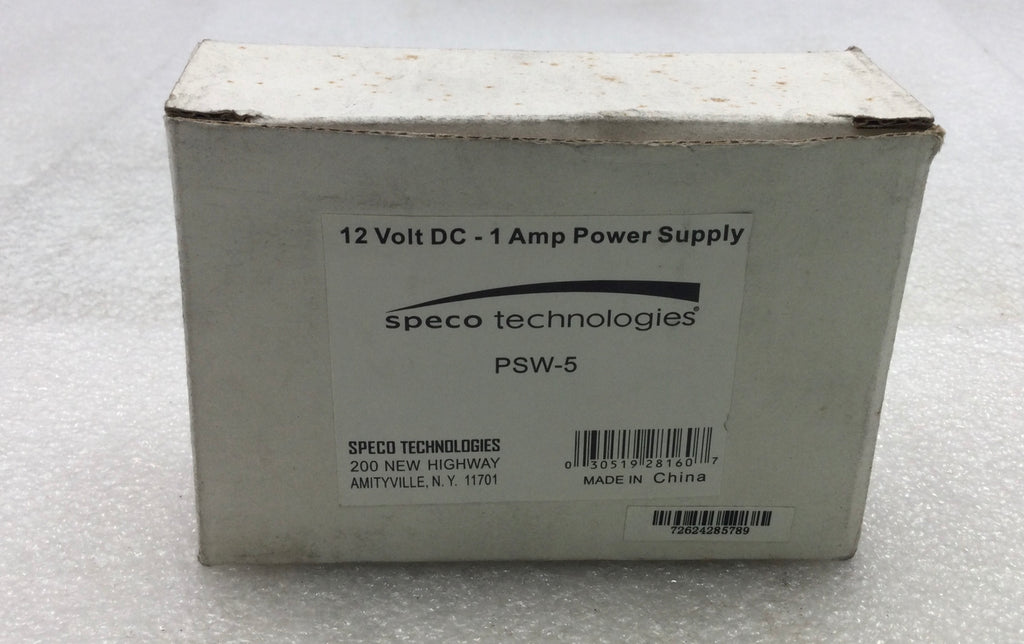 12 Volt DC - 1 Amp Power Supply
speco technologies®
PSW-5
SPECO TECHNOLOGIES
200 NEW HIGHWAY
AMITYVILLE, N.Y. 11701
0 30519 28160 7
MADE IN China
72624285789